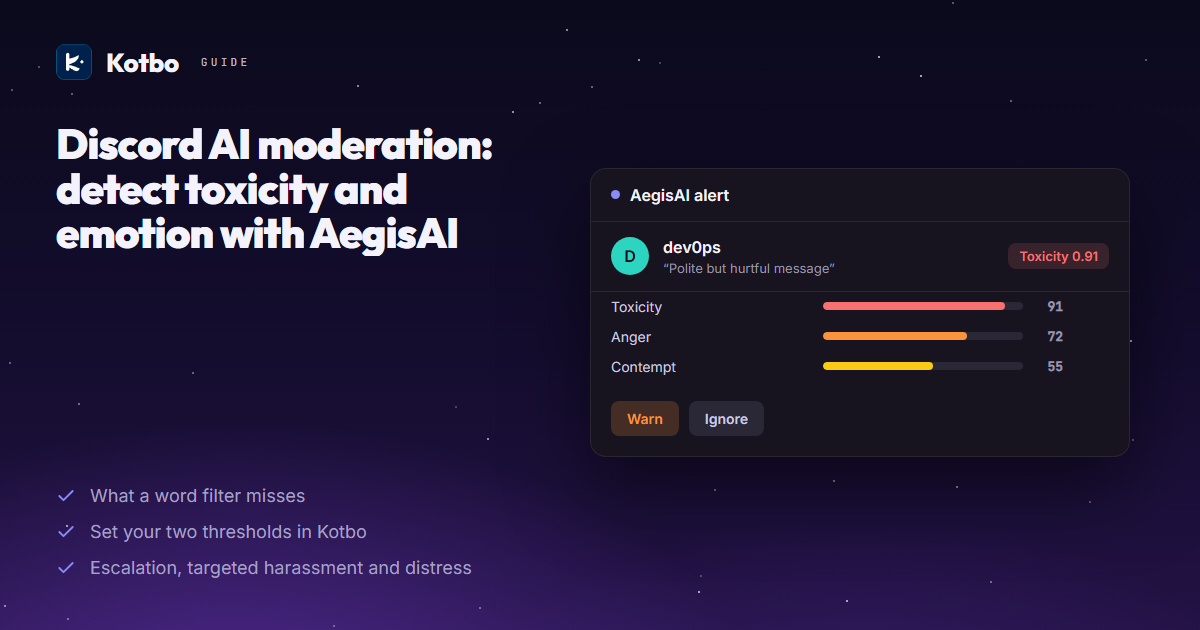 Kotbo GUIDE
Discord AI moderation:
detect toxicity and
emotion with AegisAI
What a word filter misses
Set your two thresholds in Kotbo
Escalation, targeted harassment and distress
AegisAI alert
D
dev0ps
“Polite but hurtful message”
Toxicity 0.91
Toxicity 91
Anger 72
Contempt 55
Warn Ignore